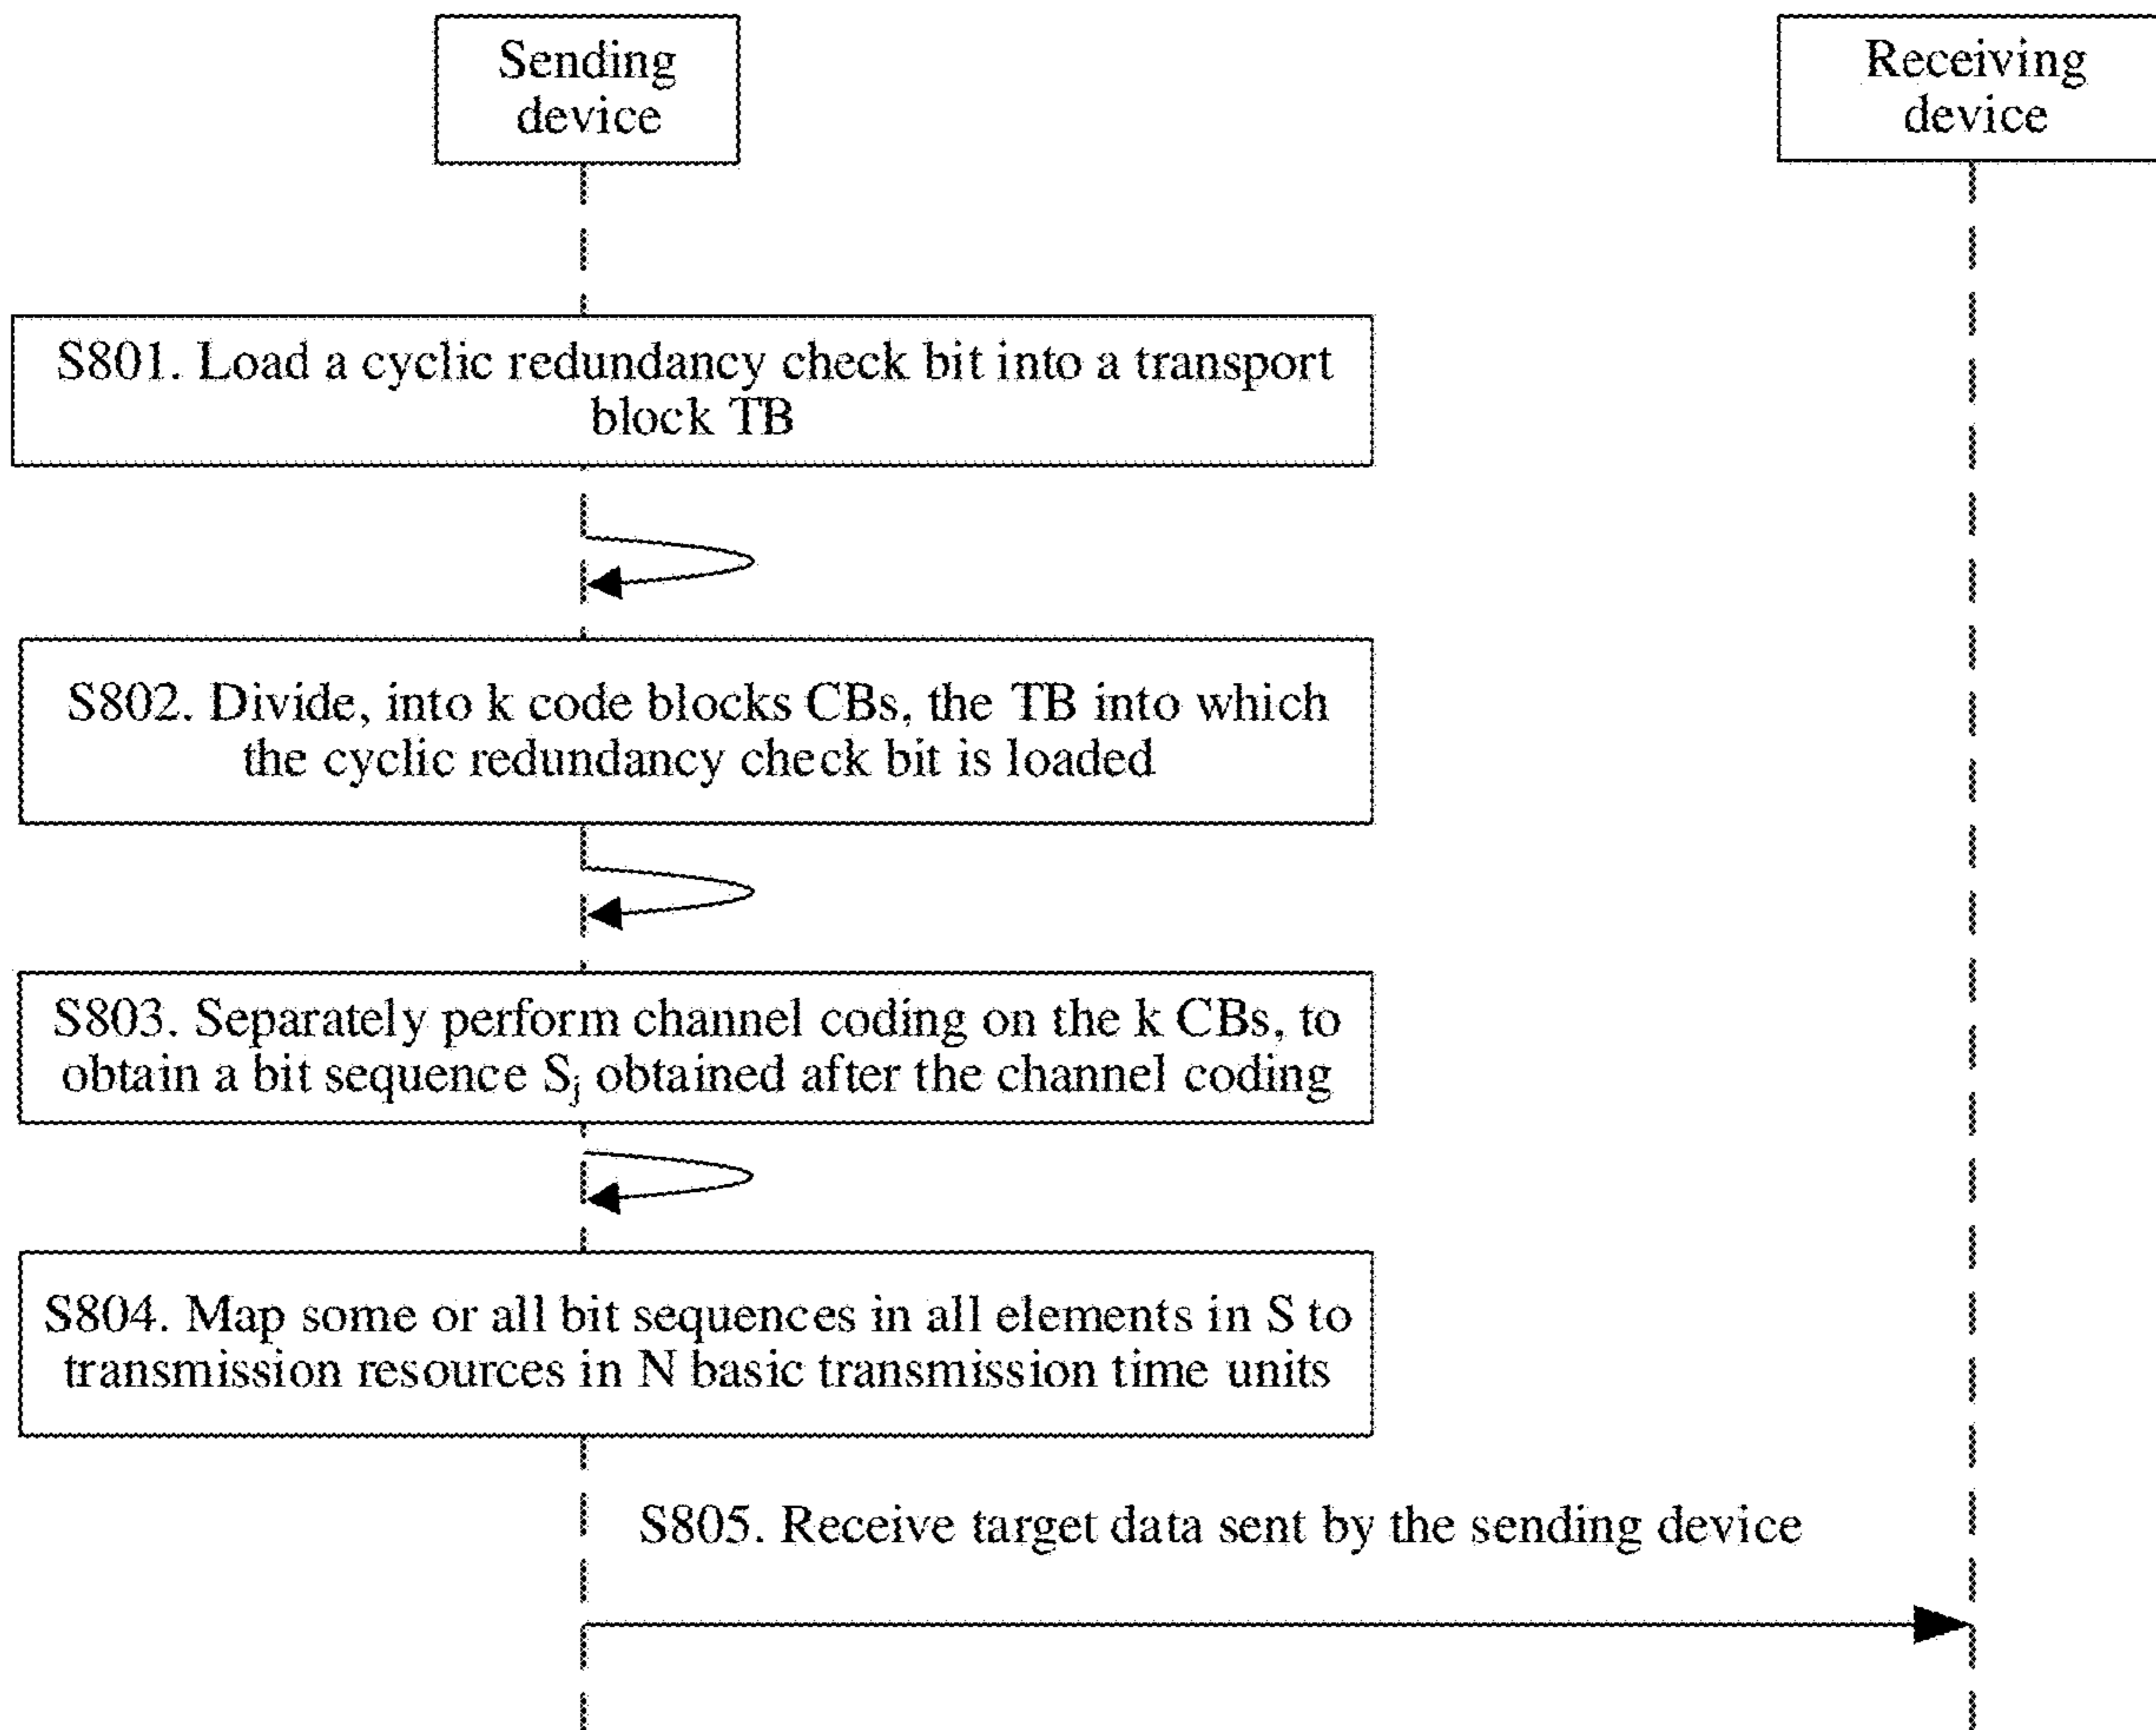 Sending
device
Receiving
device
S801. Load a cyclic redundancy check bit into a transport
block TB
S802. Divide, into k code blocks CBs, the TB into which
the cyclic redundancy check bit is loaded
S803. Separately perform channel coding on the k CBs, to
obtain a bit sequence Sj obtained after the channel coding
S804. Map some or all bit sequences in all elements in S to
transmission resources in N basic transmission time units
S805. Receive target data sent by the sending device